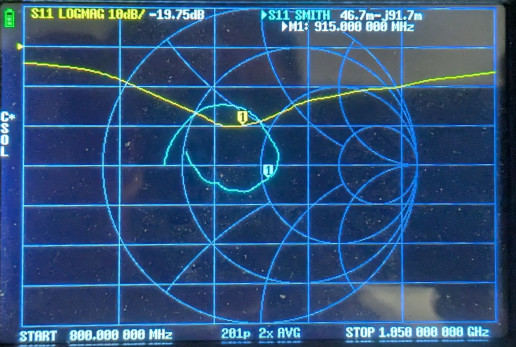 S11 LOGMAG 10dB/ -19.75dB
S11 SMITH 46.7m-j91.7m
M1: 915.000 000 MHz
1
1
C*
S
O
L
START 800.000 000 MHz 201p 2x AVG STOP 1.050 000 000 GHz